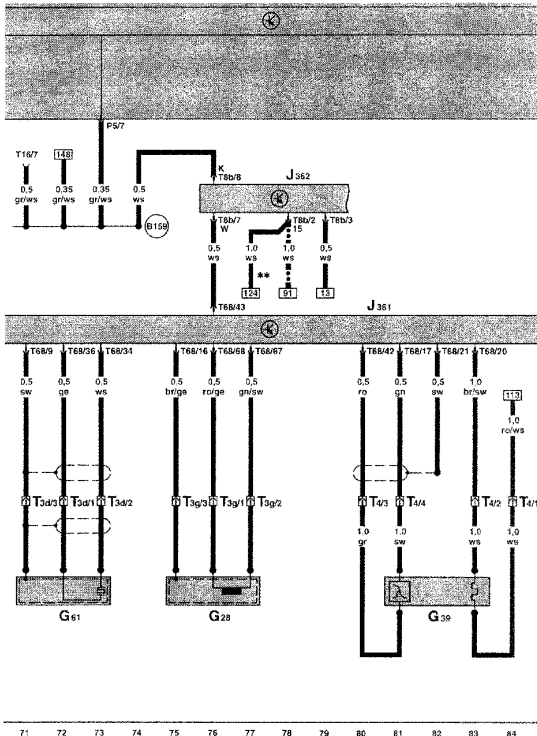 P5/7
T16/7
148
0,5 gr/ws
0,35 gr/ws
0,35 gr/ws
0,5 ws
B159
K
T8b/8
J362
T8b/7
W
T8b/2
15
T8b/3
0,5 ws
1,0 ws
1,0 ws
0,5 ws
**
124
91
13
T68/43
J361
T68/9
T68/36
T68/34
T68/16
T68/68
T68/67
T68/42
T68/17
T68/21
T68/20
0,5 sw
0,5 ge
0,5 ws
0,5 br/ge
0,5 ro/ge
0,5 gn/sw
0,5 ro
0,5 gn
0,5 sw
1,0 br/sw
113
1,0 ro/ws
T3d/3
T3d/1
T3d/2
T3g/3
T3g/1
T3g/2
T4/3
T4/4
T4/2
T4/1
1,0 gr
1,0 sw
1,0 ws
1,0 ws
G61
G28
G39
71 72 73 74 75 76 77 78 79 80 81 82 83 84